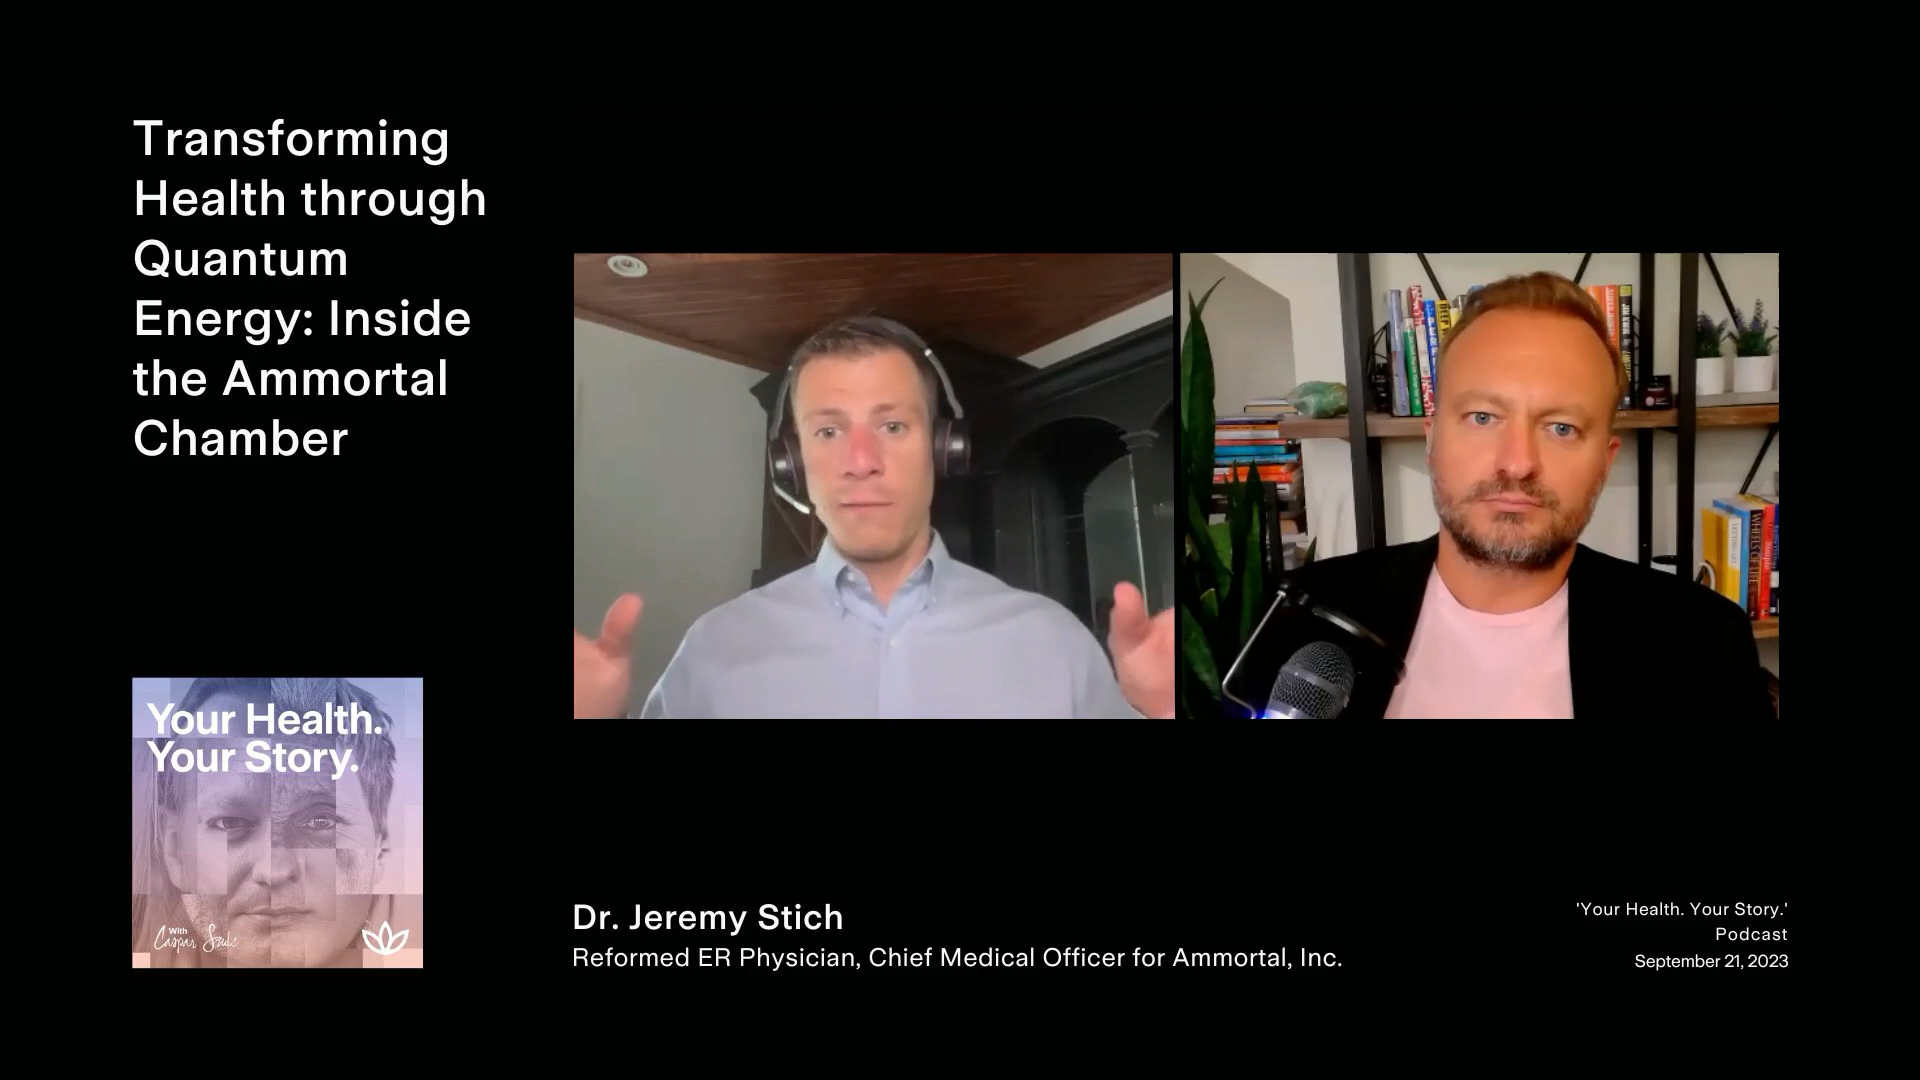 Transforming
Health through
Quantum
Energy: Inside
the Ammortal
Chamber
Your Health.
Your Story.
With
Dr. Jeremy Stich
Reformed ER Physician, Chief Medical Officer for Ammortal, Inc.
'Your Health. Your Story.'
Podcast
September 21, 2023